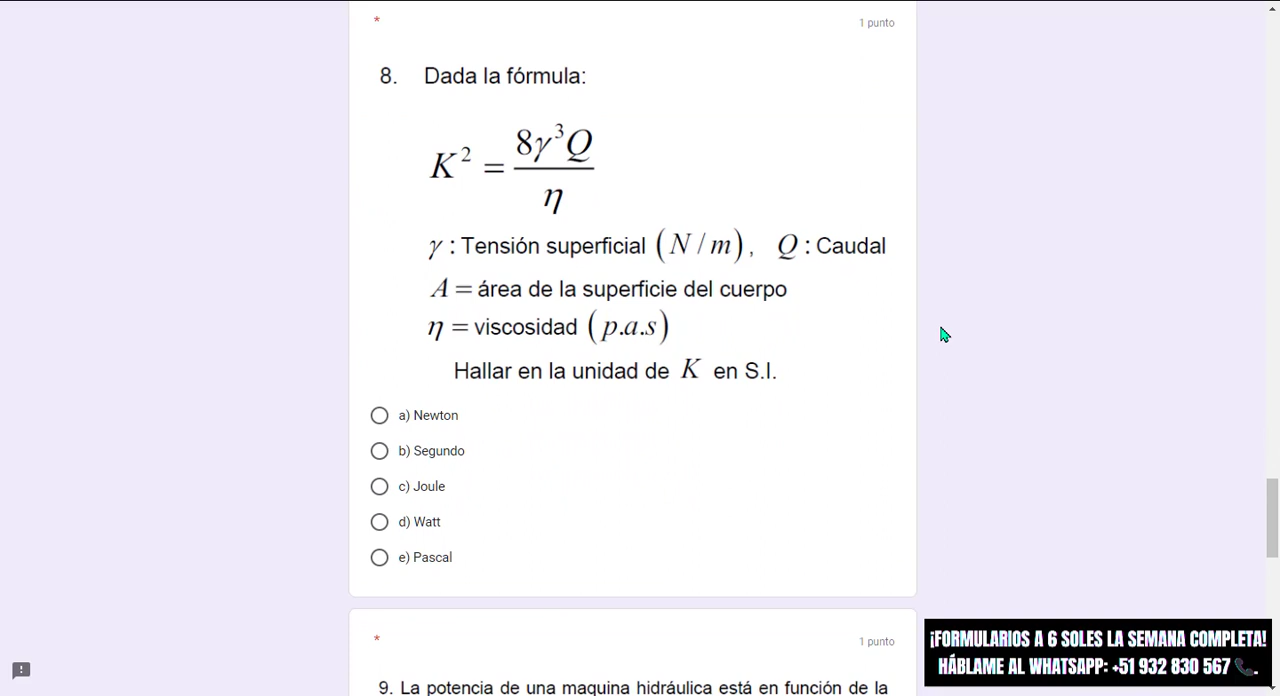 *
1 punto
8. Dada la fórmula:
K² = 8γ³Q / η
γ : Tensión superficial (N / m), Q : Caudal
A = área de la superficie del cuerpo
η = viscosidad (p.a.s)
Hallar en la unidad de K en S.I.
a) Newton
b) Segundo
c) Joule
d) Watt
e) Pascal
*
1 punto
9. La potencia de una maquina hidráulica está en función de la
¡FORMULARIOS A 6 SOLES LA SEMANA COMPLETA!
HÁBLAME AL WHATSAPP: +51 932 830 567 📞.